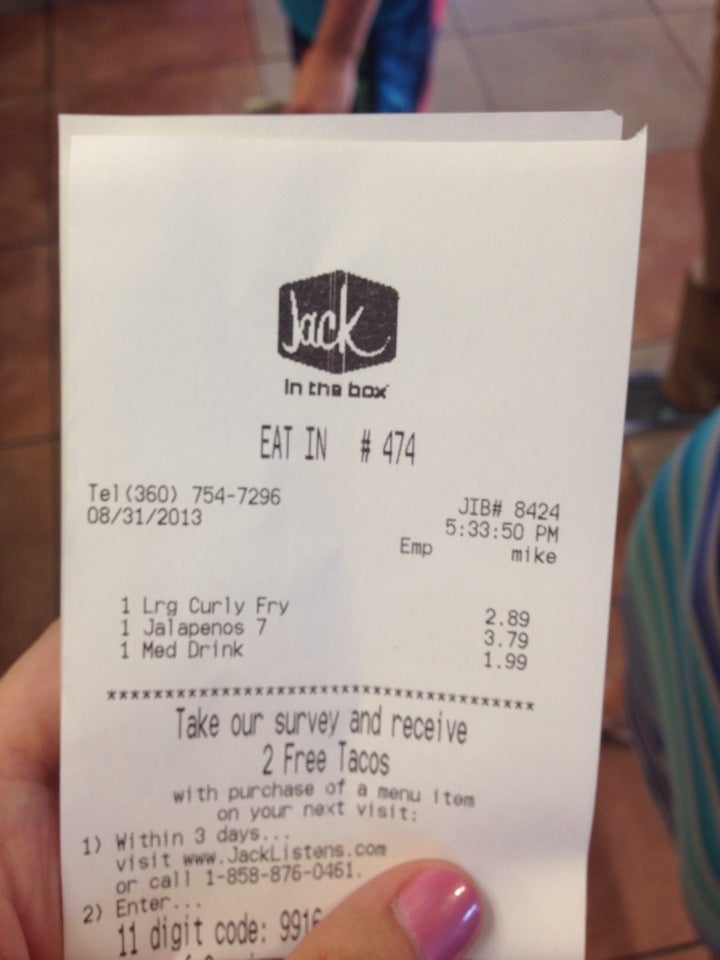 Jack
in the box
EAT IN # 474
Tel(360) 754-7296 JIB# 8424
08/31/2013 5:33:50 PM
Emp mike
1 Lrg Curly Fry 2.89
1 Jalapenos 7 3.79
1 Med Drink 1.99
****************************************
Take our survey and receive
2 Free Tacos
with purchase of a menu item
on your next visit:
1) Within 3 days...
visit www.JackListens.com
or call 1-858-876-0461.
2) Enter...
11 digit code: 9916